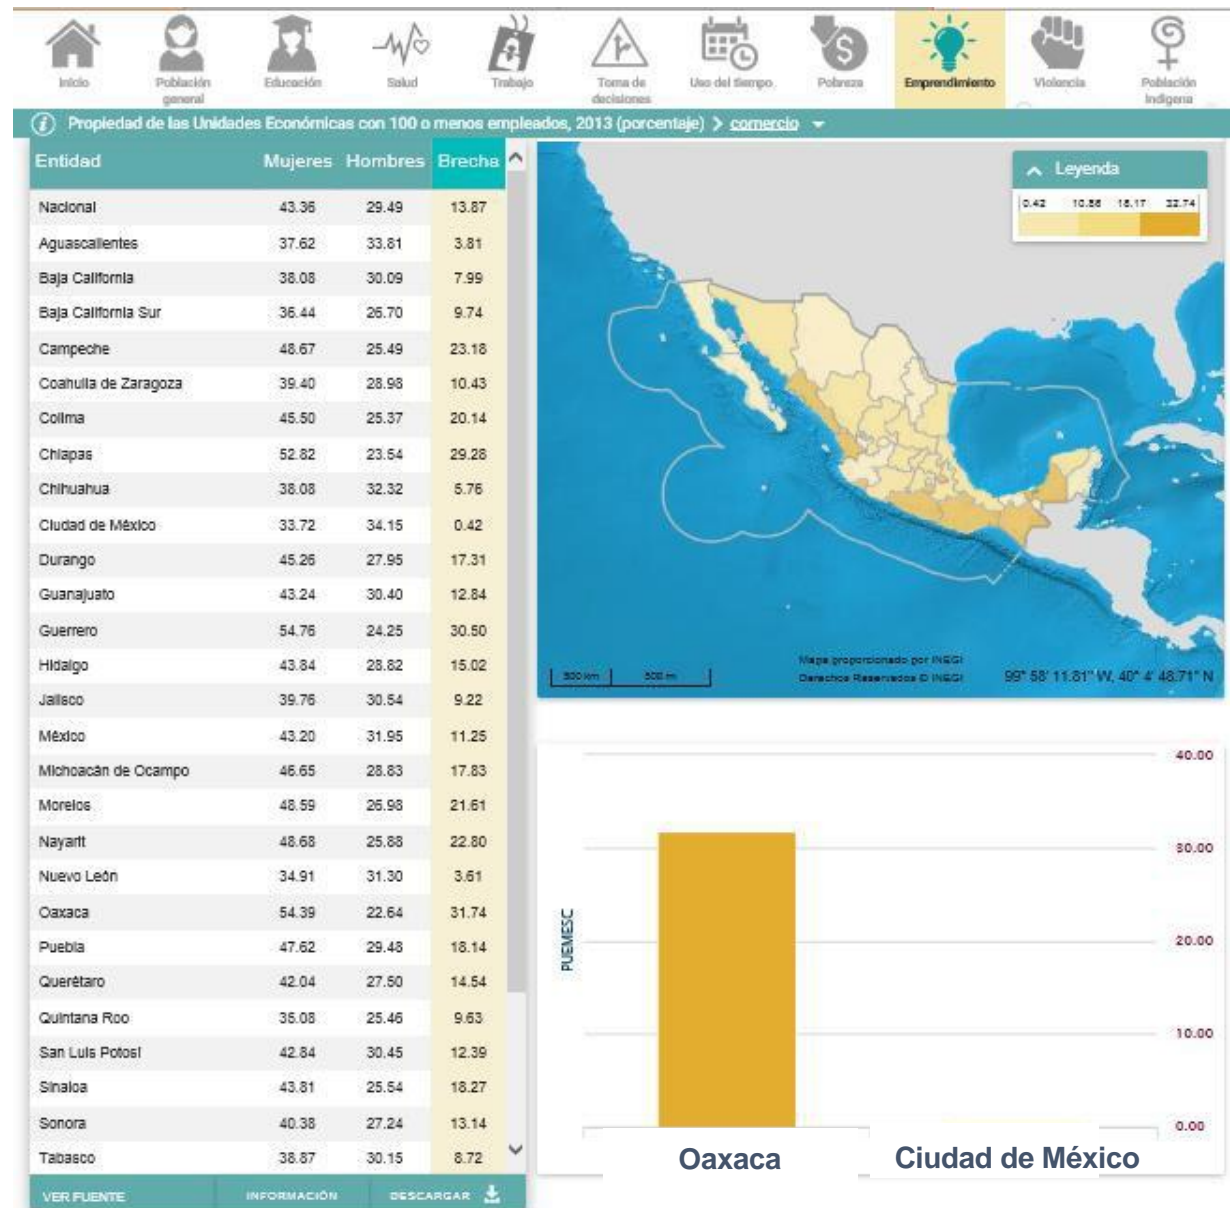 Inicio
Población general
Educación
Salud
Trabajo
Toma de decisiones
Uso del tiempo
Pobreza
Emprendimiento
Violencia
Población Indígena
Propiedad de las Unidades Económicas con 100 o menos empleados, 2013 (porcentaje) > comercio
Entidad Mujeres Hombres Brecha
Nacional 43.36 29.49 13.87
Aguascalientes 37.62 33.81 3.81
Baja California 38.08 30.09 7.99
Baja California Sur 36.44 26.70 9.74
Campeche 48.67 25.49 23.18
Coahuila de Zaragoza 39.40 28.98 10.43
Colima 45.50 25.37 20.14
Chiapas 52.82 23.54 29.28
Chihuahua 38.08 32.32 5.76
Ciudad de México 33.72 34.15 0.42
Durango 45.26 27.95 17.31
Guanajuato 43.24 30.40 12.84
Guerrero 54.76 24.25 30.50
Hidalgo 43.84 28.82 15.02
Jalisco 39.76 30.54 9.22
México 43.20 31.95 11.25
Michoacán de Ocampo 46.65 28.83 17.83
Morelos 48.59 26.98 21.61
Nayarit 48.68 25.88 22.80
Nuevo León 34.91 31.30 3.61
Oaxaca 54.39 22.64 31.74
Puebla 47.62 29.48 18.14
Querétaro 42.04 27.50 14.54
Quintana Roo 35.08 25.46 9.63
San Luis Potosí 42.84 30.45 12.39
Sinaloa 43.81 25.54 18.27
Sonora 40.38 27.24 13.14
Tabasco 38.87 30.15 8.72
VER FUENTE INFORMACIÓN DESCARGAR
Leyenda
0.42 18.17
500 km
Mapa proporcionado por INEGI
Derechos Reservados © INEGI
99° 58' 11.81" W, 40° 4' 48.71" N
40.00
30.00
20.00
10.00
0.00
PUEMESC
Oaxaca
Ciudad de México